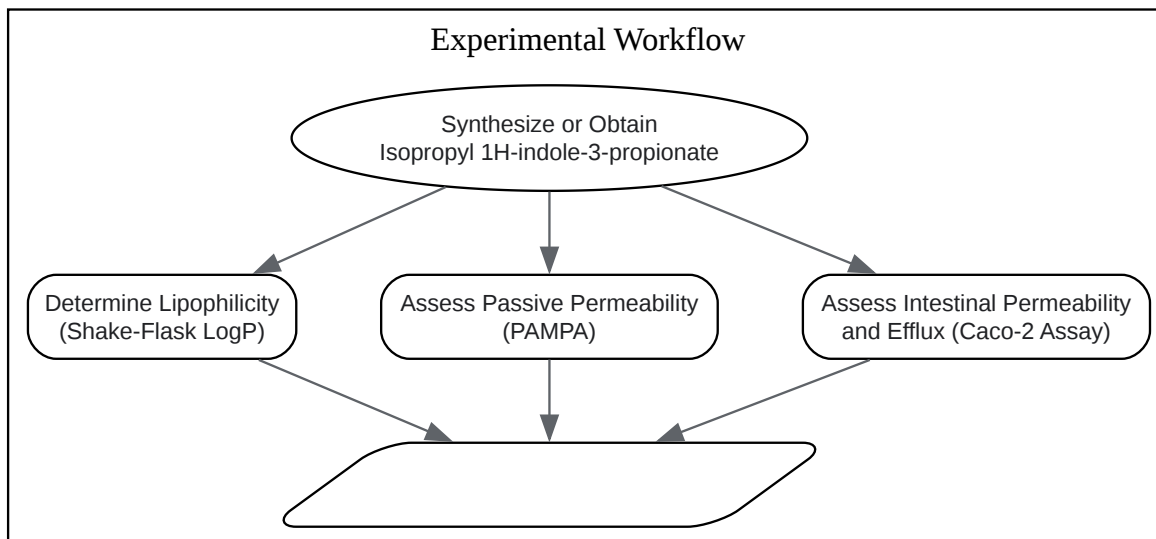 Experimental Workflow
Synthesize or Obtain
Isopropyl 1H-indole-3-propionate
Determine Lipophilicity
(Shake-Flask LogP)
Assess Passive Permeability
(PAMPA)
Assess Intestinal Permeability
and Efflux (Caco-2 Assay)